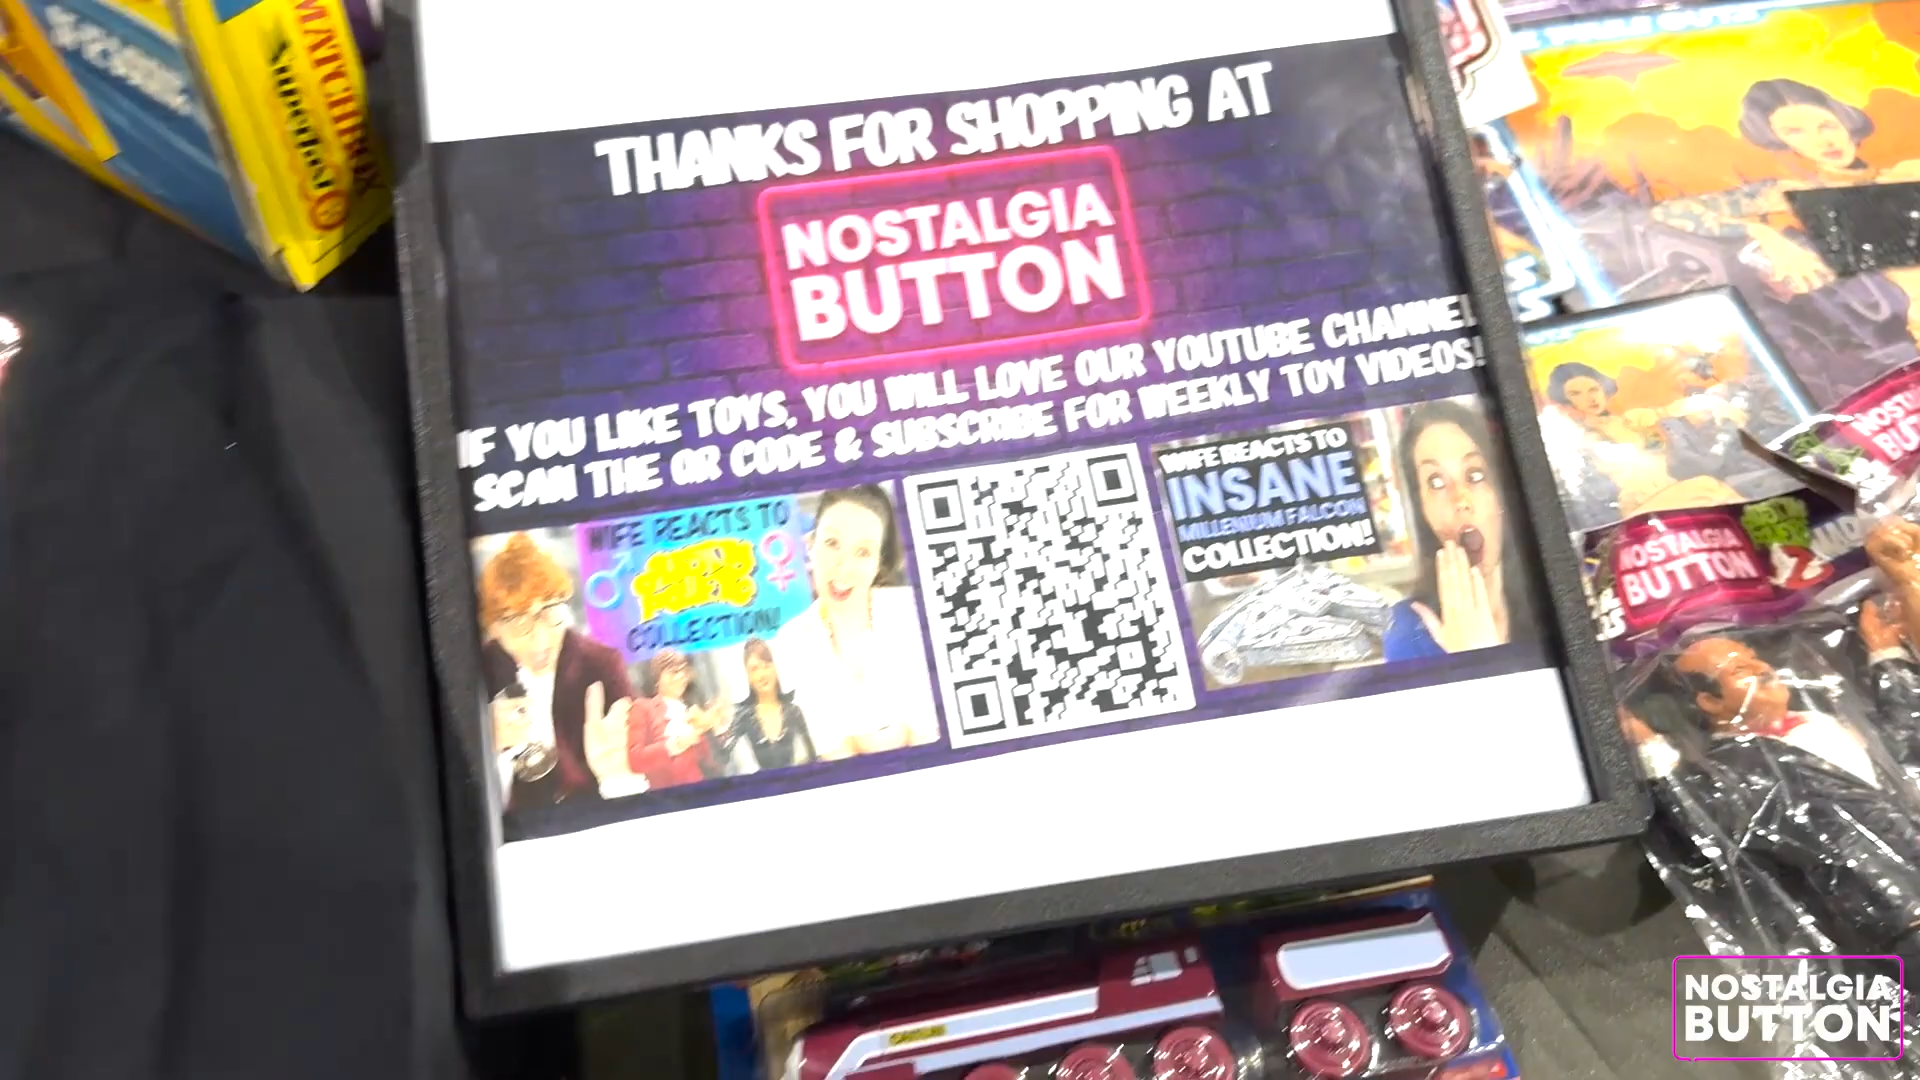 MATCHBOX
Superfast
THANKS FOR SHOPPING AT
NOSTALGIA
BUTTON
IF YOU LIKE TOYS, YOU WILL LOVE OUR YOUTUBE CHANNEL
SCAN THE QR CODE & SUBSCRIBE FOR WEEKLY TOY VIDEOS!
WIFE REACTS TO
COLLECTION!
WIFE REACTS TO
INSANE
MILLENIUM FALCON
COLLECTION!
NOSTALGIA
BUTTON
NOSTALGIA
BUTTON